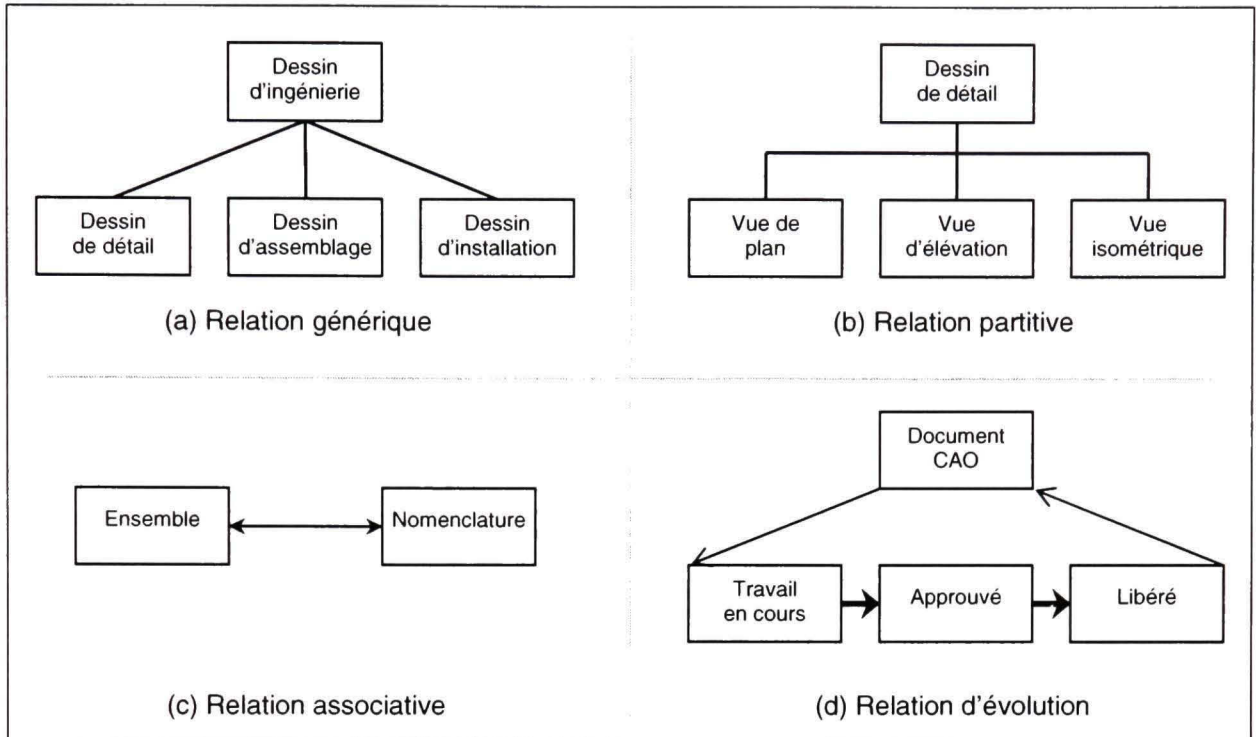 Dessin
d'ingénierie
Dessin
de détail
Dessin
d'assemblage
Dessin
d'installation
(a) Relation générique
Dessin
de détail
Vue de
plan
Vue
d'élévation
Vue
isométrique
(b) Relation partitive
Ensemble
Nomenclature
(c) Relation associative
Document
CAO
Travail
en cours
Approuvé
Libéré
(d) Relation d'évolution